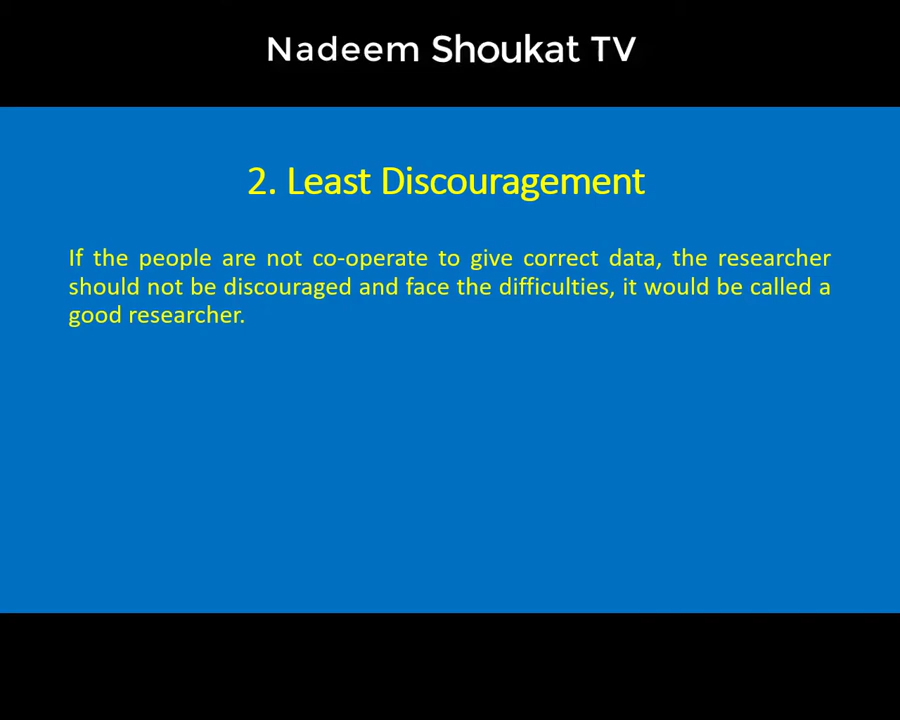 Nadeem Shoukat TV
2. Least Discouragement
If the people are not co-operate to give correct data, the researcher
should not be discouraged and face the difficulties, it would be called a
good researcher.